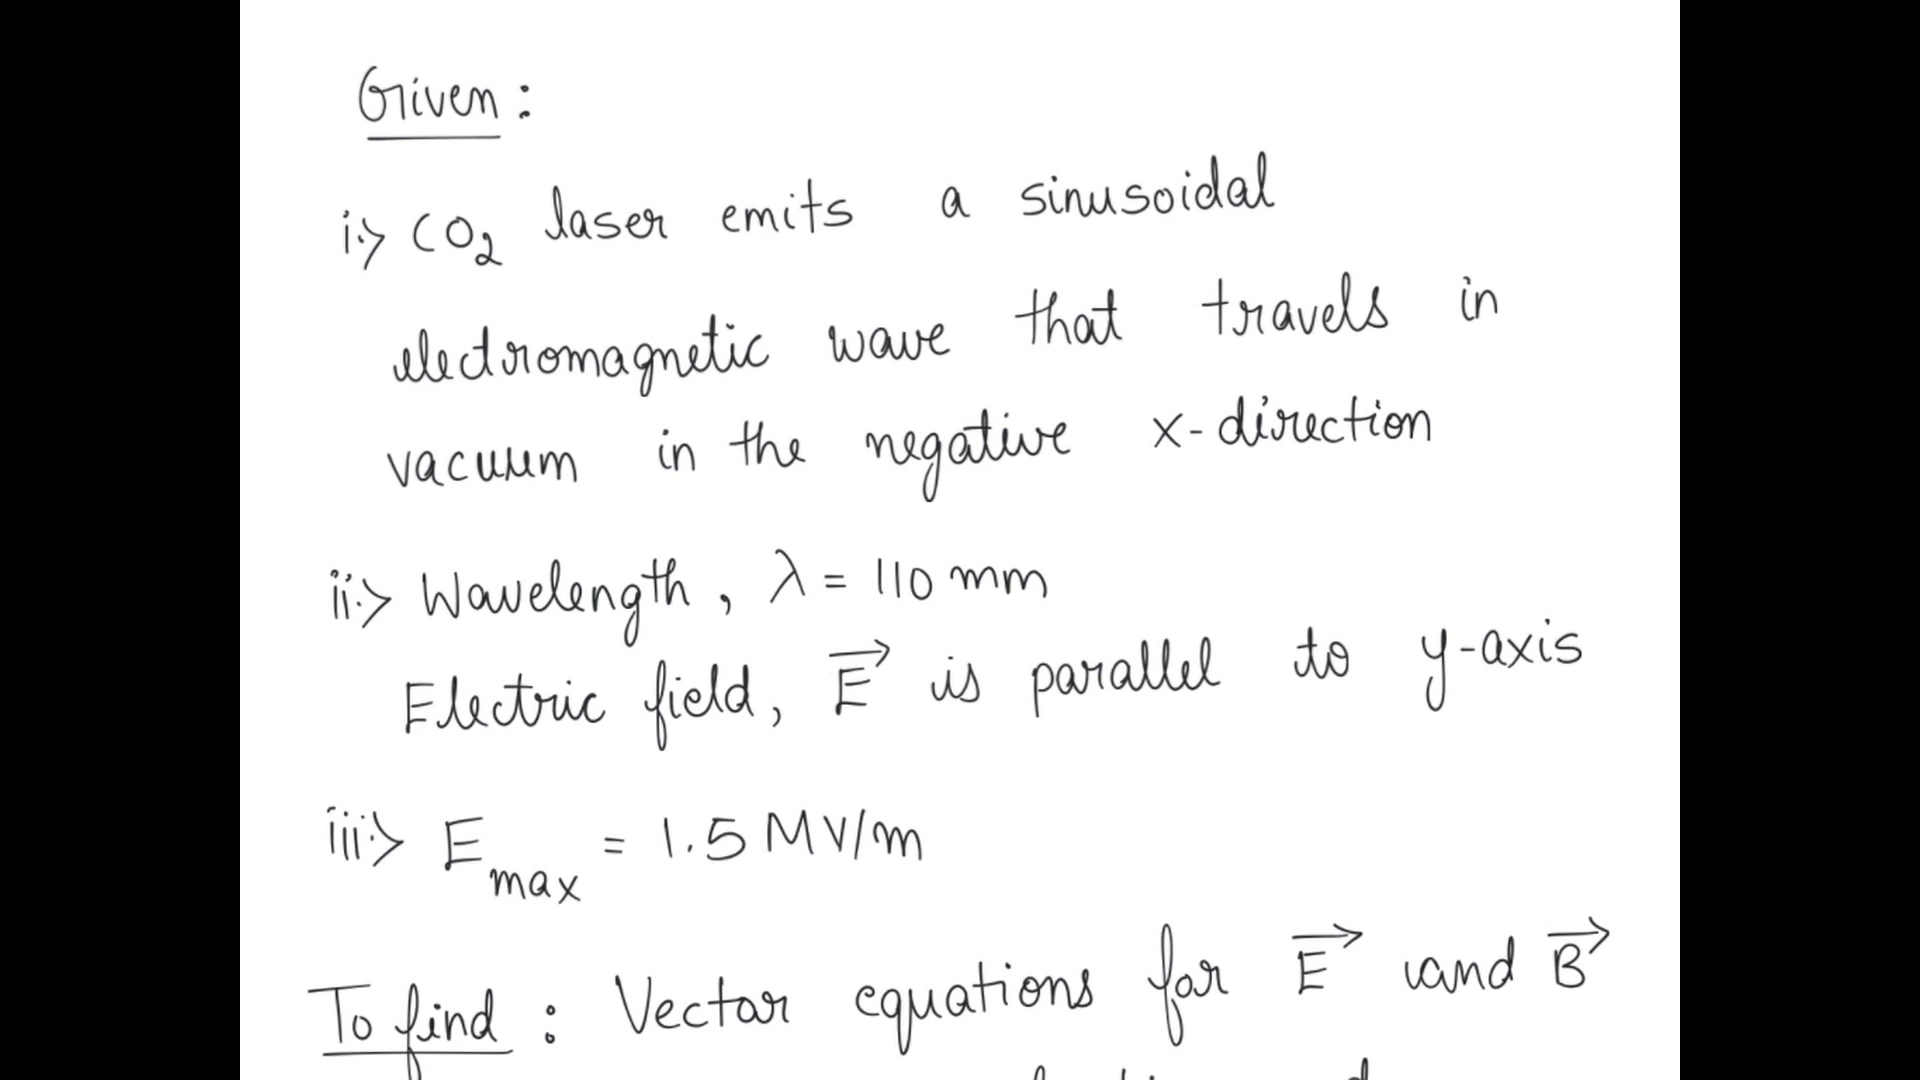 Given:
i:> CO2 laser emits a sinusoidal
electromagnetic wave that travels in
vacuum in the negative x-direction
ii:> Wavelength, λ = 110 mm
Electric field, E⃗ is parallel to y-axis
iii:> Emax = 1.5 MV/m
To find: Vector equations for E⃗ and B⃗